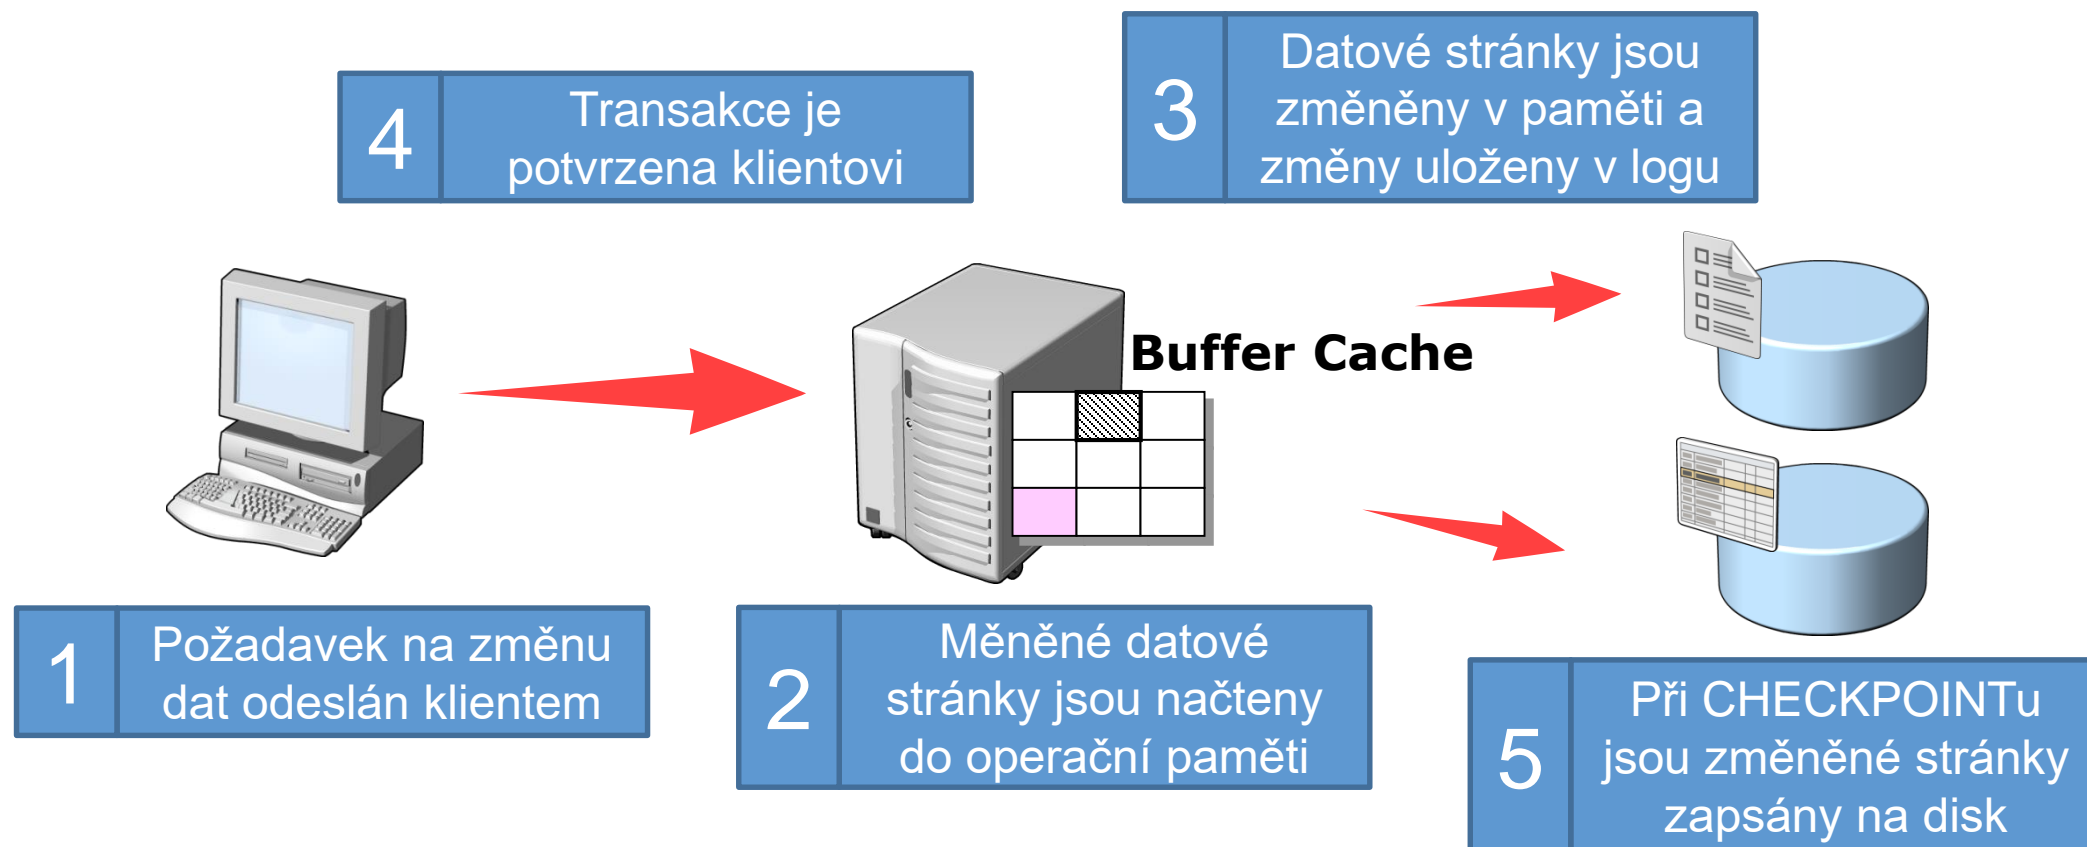 4
Transakce je
potvrzena klientovi
3
Datové stránky jsou
změněny v paměti a
změny uloženy v logu
Buffer Cache
1
Požadavek na změnu
dat odeslán klientem
2
Měněné datové
stránky jsou načteny
do operační paměti
5
Při CHECKPOINTu
jsou změněné stránky
zapsány na disk